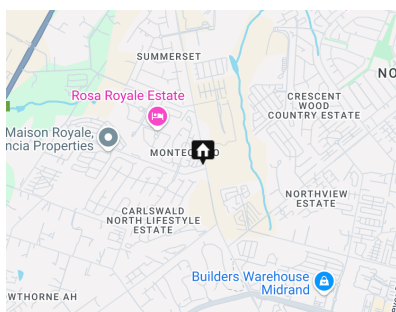 SUMMERSET
Rosa Royale Estate
CRESCENT
WOOD
COUNTRY ESTATE
NO
Maison Royale,
ncia Properties
NORTHVIEW
ESTATE
CARLSWALD
NORTH LIFESTYLE
ESTATE
Builders Warehouse
Midrand
WTHORNE AH